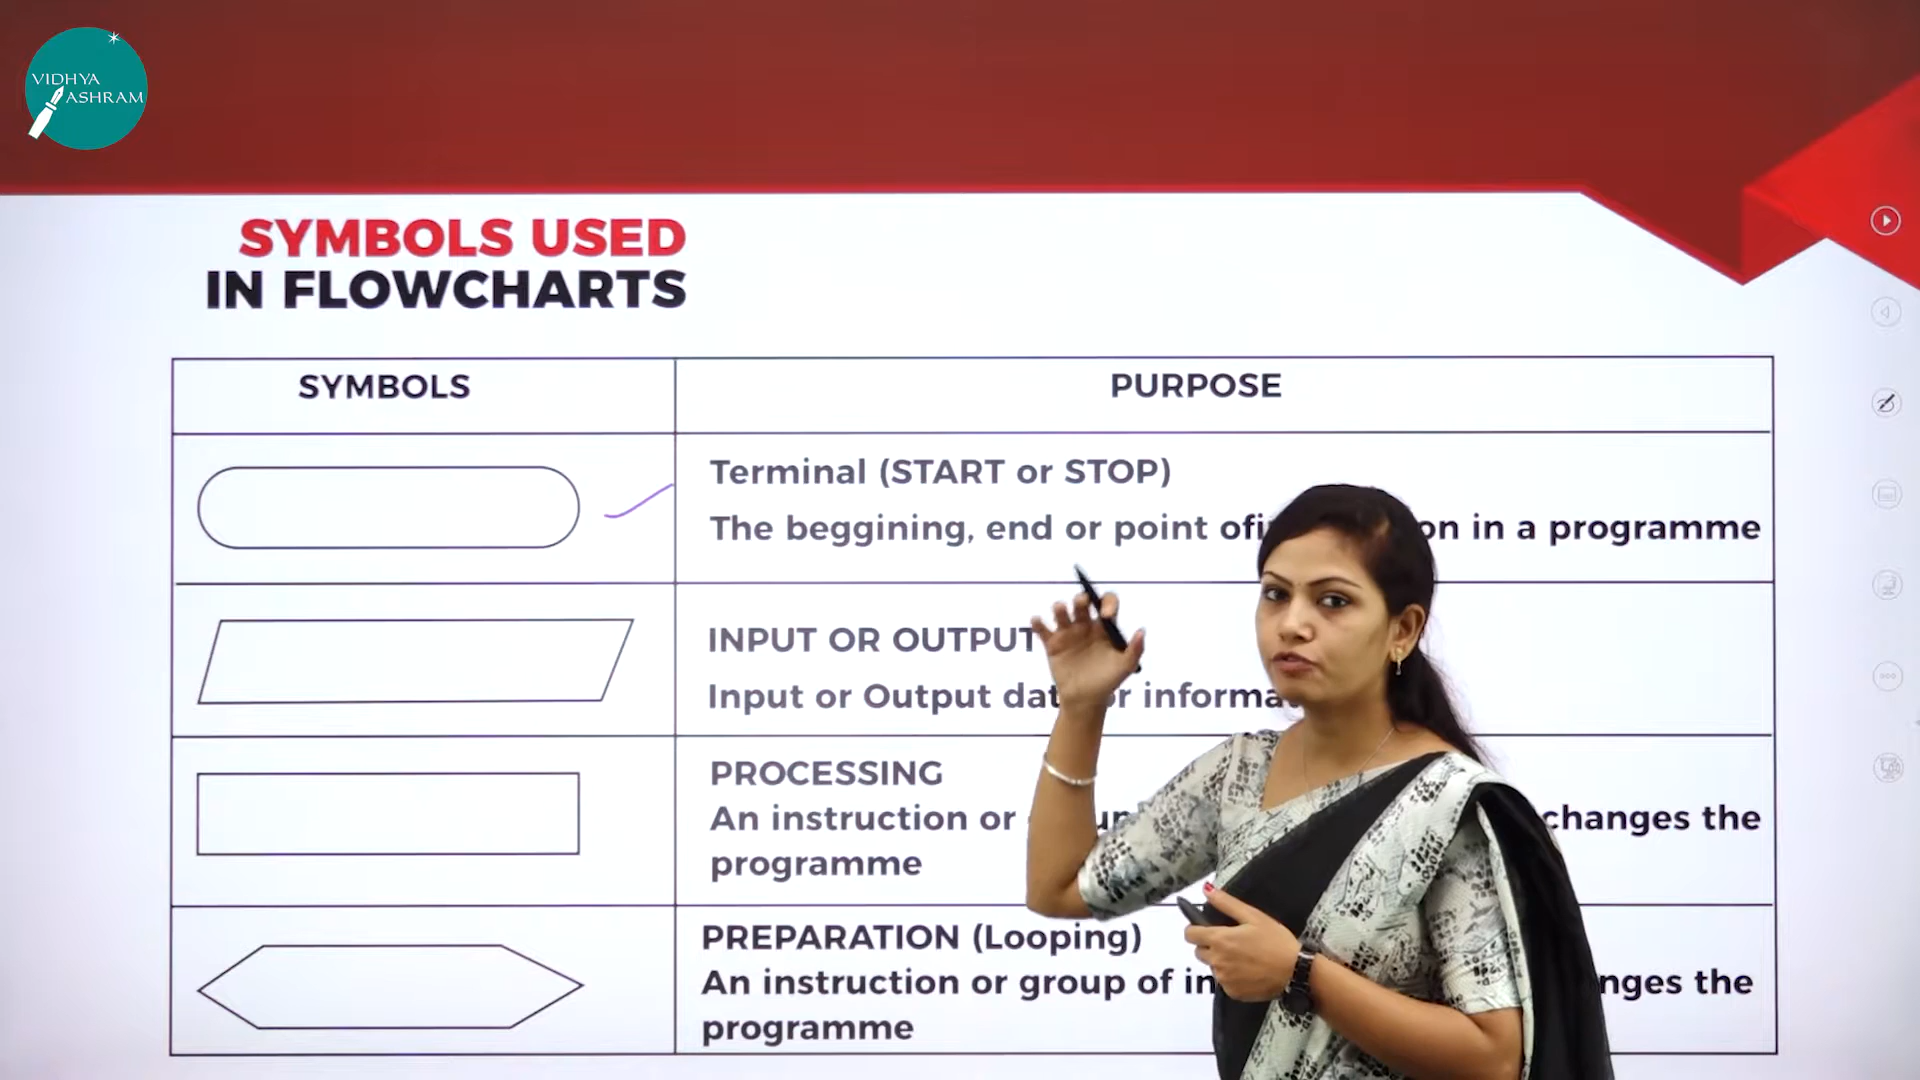 VIDHYA
ASHRAM
SYMBOLS USED
IN FLOWCHARTS
SYMBOLS
PURPOSE
Terminal (START or STOP)
The beggining, end or point on in a programme
INPUT OR OUTPUT
Input or Output
PROCESSING
An instruction or changes the
programme
PREPARATION (Looping)
An instruction or group of the
programme